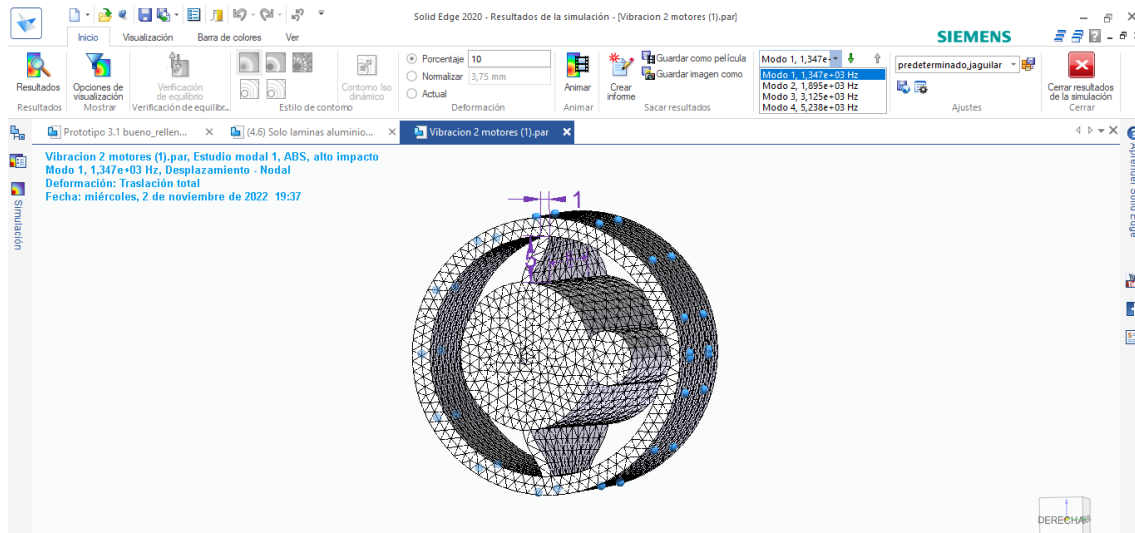 Solid Edge 2020 - Resultados de la simulación - [Vibracion 2 motores (1).par]
Inicio Visualización Barra de colores Ver
SIEMENS
Resultados
Opciones de visualización
Verificación de equilibrio
Contorno Iso dinámico
Porcentaje 10
Normalizar 3,75 mm
Actual
Animar
Crear informe
Guardar como película
Guardar imagen como
Modo 1, 1,347e+
Modo 1, 1,347e+03 Hz
Modo 2, 1,895e+03 Hz
Modo 3, 3,125e+03 Hz
Modo 4, 5,238e+03 Hz
predeterminado_jaguilar
Cerrar resultados de la simulación
Resultados Mostrar Verificación de equilibr... Estilo de contorno Deformación Animar Sacar resultados Ajustes Cerrar
Prototipo 3.1 bueno_rellen... (4.6) Solo laminas aluminio... Vibracion 2 motores (1).par
Vibracion 2 motores (1).par, Estudio modal 1, ABS, alto impacto
Modo 1, 1,347e+03 Hz, Desplazamiento - Nodal
Deformación: Traslación total
Fecha: miércoles, 2 de noviembre de 2022 19:37
Simulación
Aprender Solid Edge
1
DERECHA